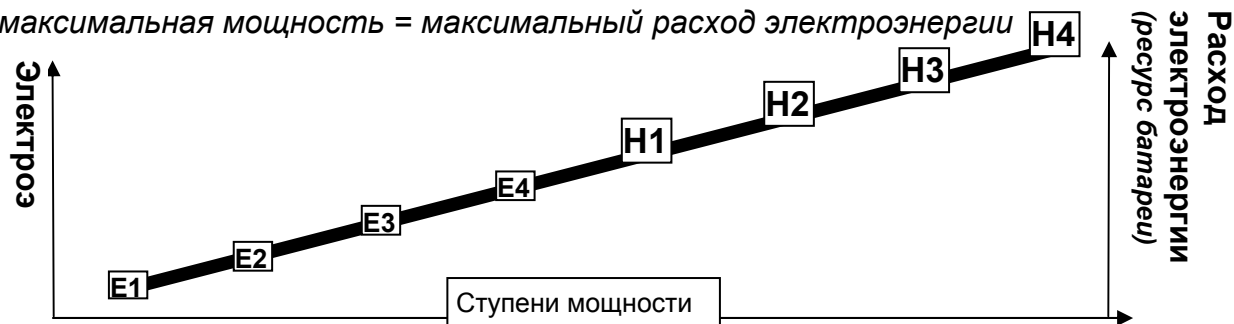 максимальная мощность = максимальный расход электроэнергии
Электроэ
E1
E2
E3
E4
H1
H2
H3
H4
Расход
электроэнергии
(ресурс батареи)
Ступени мощности